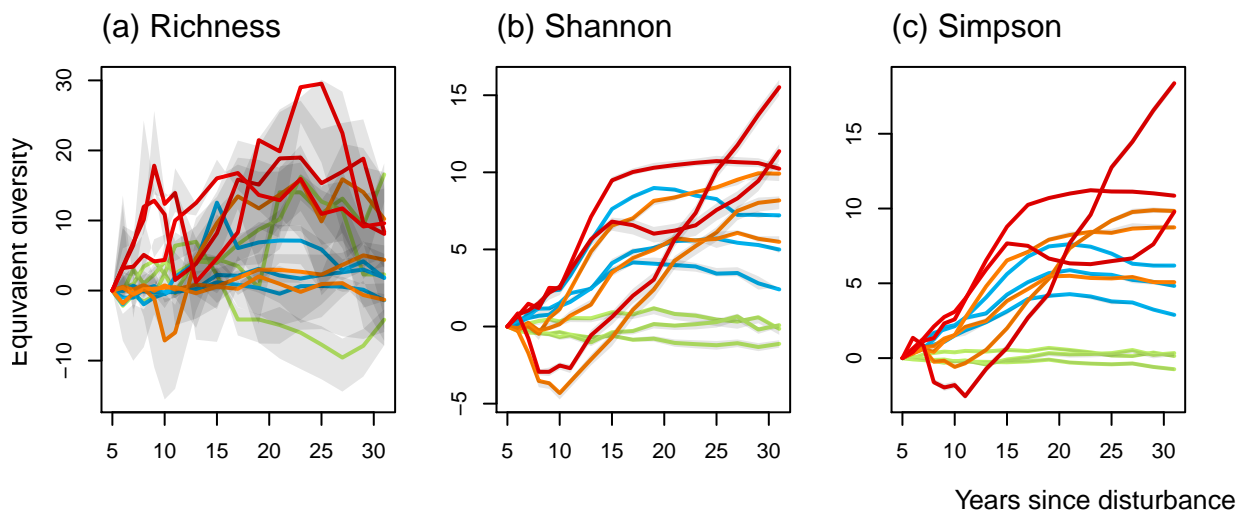 (a) Richness
(b) Shannon
(c) Simpson
Equivalent diversity
30
20
10
0
−10
5 10 15 20 25 30
15
10
5
0
−5
5 10 15 20 25 30
15
10
5
0
5 10 15 20 25 30
Years since disturbance